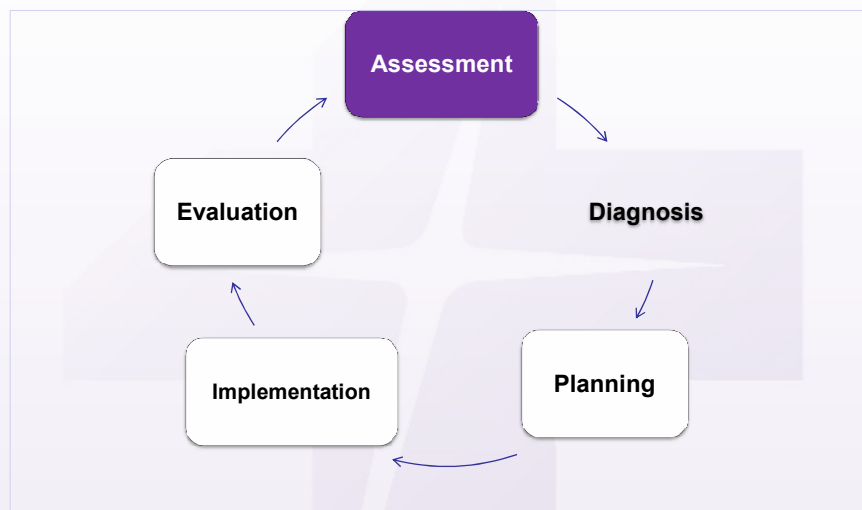 Assessment
Diagnosis
Planning
Implementation
Evaluation